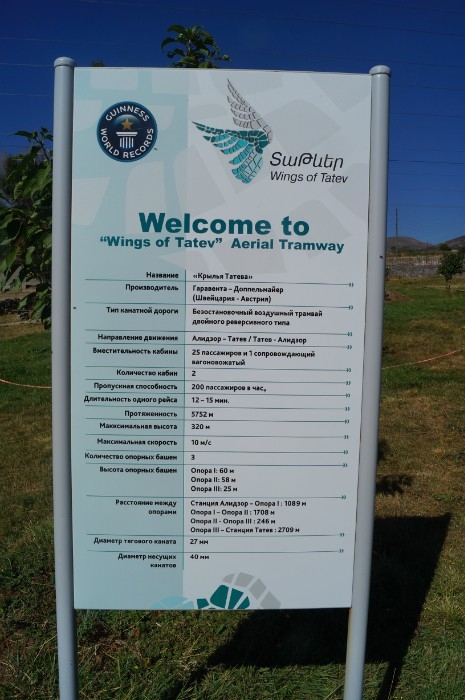 GUINNESS
WORLD RECORDS
Տաթևեր
Wings of Tatev
Welcome to
“Wings of Tatev” Aerial Tramway
Название «Крылья Татева»
Производитель Гаравента – Доппельмайер
(Швейцария - Австрия)
Тип канатной дороги Безостановочный воздушный трамвай
двойного реверсивного типа
Направление движения Алидзор – Татев / Татев - Алидзор
Вместительность кабины 25 пассажиров и 1 сопровождающий
вагоновожатый
Количество кабин 2
Пропускная способность 200 пассажиров в час,
Длительность одного рейса 12 – 15 мин.
Протяженность 5752 м
Макксимальная высота 320 м
Максимальная скорость 10 м/с
Количество опорных башен 3
Высота опорных башен Опора I: 60 м
Опора II: 58 м
Опора III: 25 м
Расстояние между Станция Алидзор – Опора I : 1089 м
опорами Опора I – Опора II : 1708 м
Опора II - Опора III : 246 м
Опора III – Станция Татев : 2709 м
Диаметр тягового каната 27 мм
Диаметр несущих 40 мм
канатов